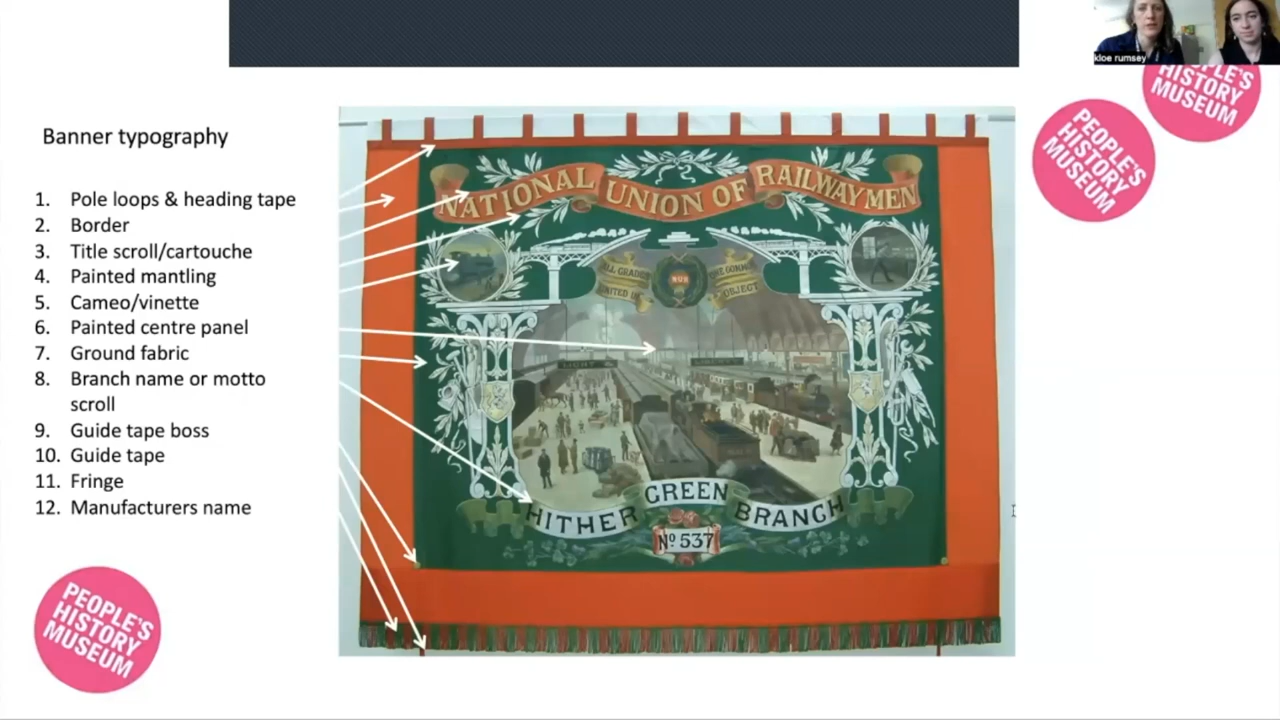 kloe rumsey
PEOPLE'S
HISTORY
MUSEUM
PEOPLE'S
HISTORY
MUSEUM
Banner typography
1. Pole loops & heading tape
2. Border
3. Title scroll/cartouche
4. Painted mantling
5. Cameo/vinette
6. Painted centre panel
7. Ground fabric
8. Branch name or motto
scroll
9. Guide tape boss
10. Guide tape
11. Fringe
12. Manufacturers name
NATIONAL UNION OF RAILWAYMEN
ALL GRADES
UNITED IN
NUR
ONE COMMON
OBJECT
HITHER GREEN BRANCH
Nº 537
PEOPLE'S
HISTORY
MUSEUM